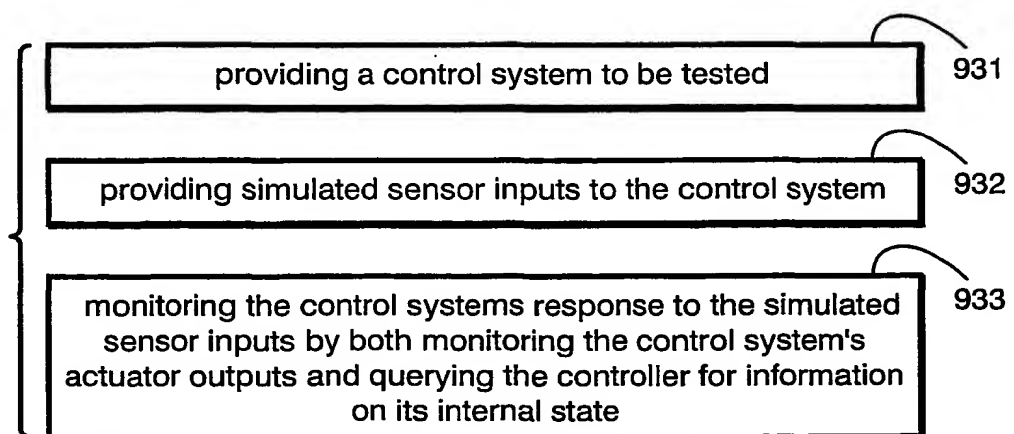 providing a control system to be tested
931
providing simulated sensor inputs to the control system
932
monitoring the control systems response to the simulated
933
sensor inputs by both monitoring the control system's
actuator outputs and querying the controller for information
on its internal state